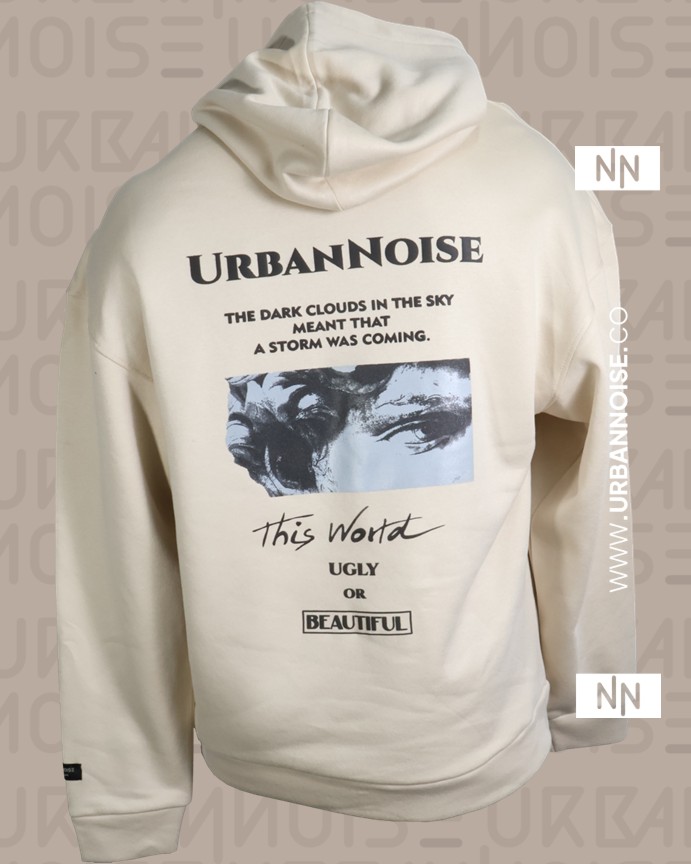 URBANNOISE
THE DARK CLOUDS IN THE SKY
MEANT THAT
A STORM WAS COMING.
This World
UGLY
OR
BEAUTIFUL
NN
WWW.URBANNOISE.CO
NN